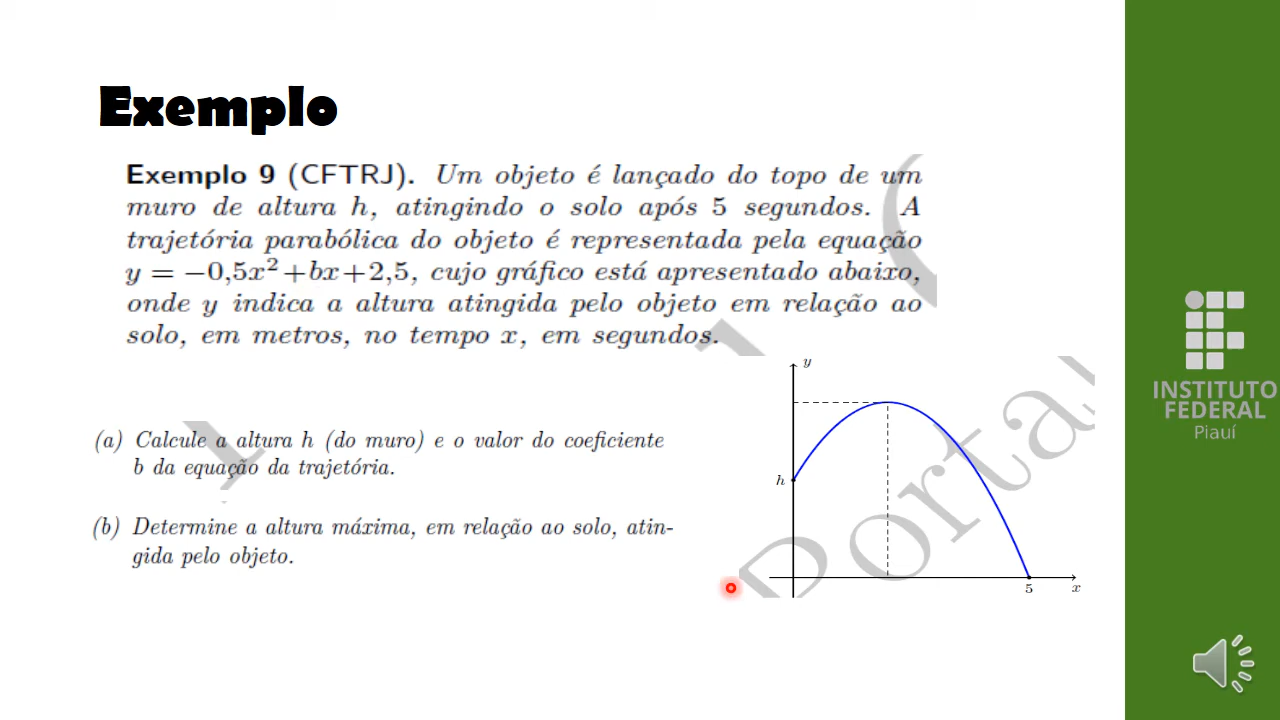 Exemplo
Exemplo 9 (CFTRJ). Um objeto é lançado do topo de um
muro de altura h, atingindo o solo após 5 segundos. A
trajetória parabólica do objeto é representada pela equação
y = −0,5x² + bx + 2,5, cujo gráfico está apresentado abaixo,
onde y indica a altura atingida pelo objeto em relação ao
solo, em metros, no tempo x, em segundos.
(a) Calcule a altura h (do muro) e o valor do coeficiente
b da equação da trajetória.
(b) Determine a altura máxima, em relação ao solo, atin-
gida pelo objeto.
y
h
5
x
Portal
INSTITUTO
FEDERAL
Piauí